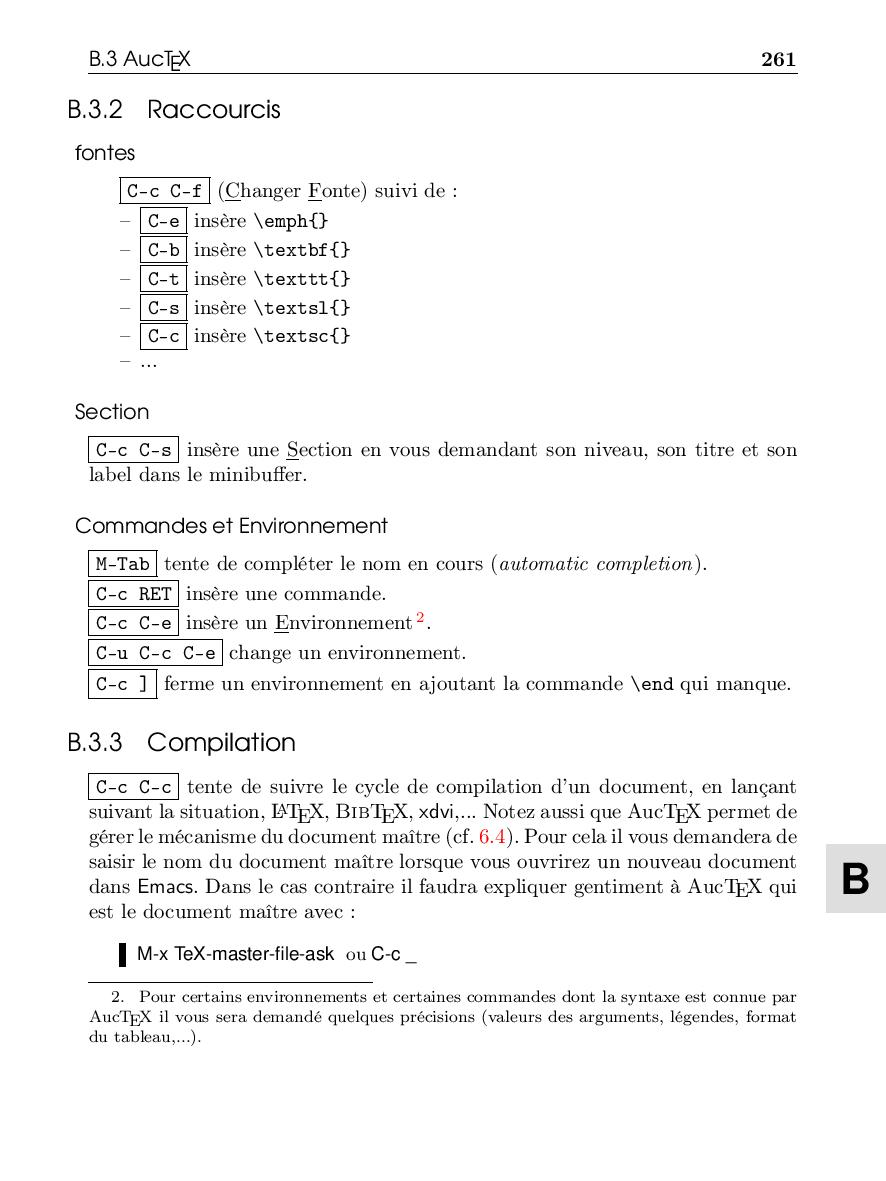 B.3 AucTEX 261
B.3.2 Raccourcis
fontes
C-c C-f (Changer Fonte) suivi de :
– C-e insère \emph{}
– C-b insère \textbf{}
– C-t insère \texttt{}
– C-s insère \textsl{}
– C-c insère \textsc{}
– ...
Section
C-c C-s insère une Section en vous demandant son niveau, son titre et son
label dans le minibuffer.
Commandes et Environnement
M-Tab tente de compléter le nom en cours (automatic completion).
C-c RET insère une commande.
C-c C-e insère un Environnement 2.
C-u C-c C-e change un environnement.
C-c ] ferme un environnement en ajoutant la commande \end qui manque.
B.3.3 Compilation
C-c C-c tente de suivre le cycle de compilation d'un document, en lançant
suivant la situation, LATEX, BIBTEX, xdvi,... Notez aussi que AucTEX permet de
gérer le mécanisme du document maître (cf. 6.4). Pour cela il vous demandera de
saisir le nom du document maître lorsque vous ouvrirez un nouveau document
dans Emacs. Dans le cas contraire il faudra expliquer gentiment à AucTEX qui
est le document maître avec :
B
M-x TeX-master-file-ask ou C-c _
2. Pour certains environnements et certaines commandes dont la syntaxe est connue par
AucTEX il vous sera demandé quelques précisions (valeurs des arguments, légendes, format
du tableau,...).